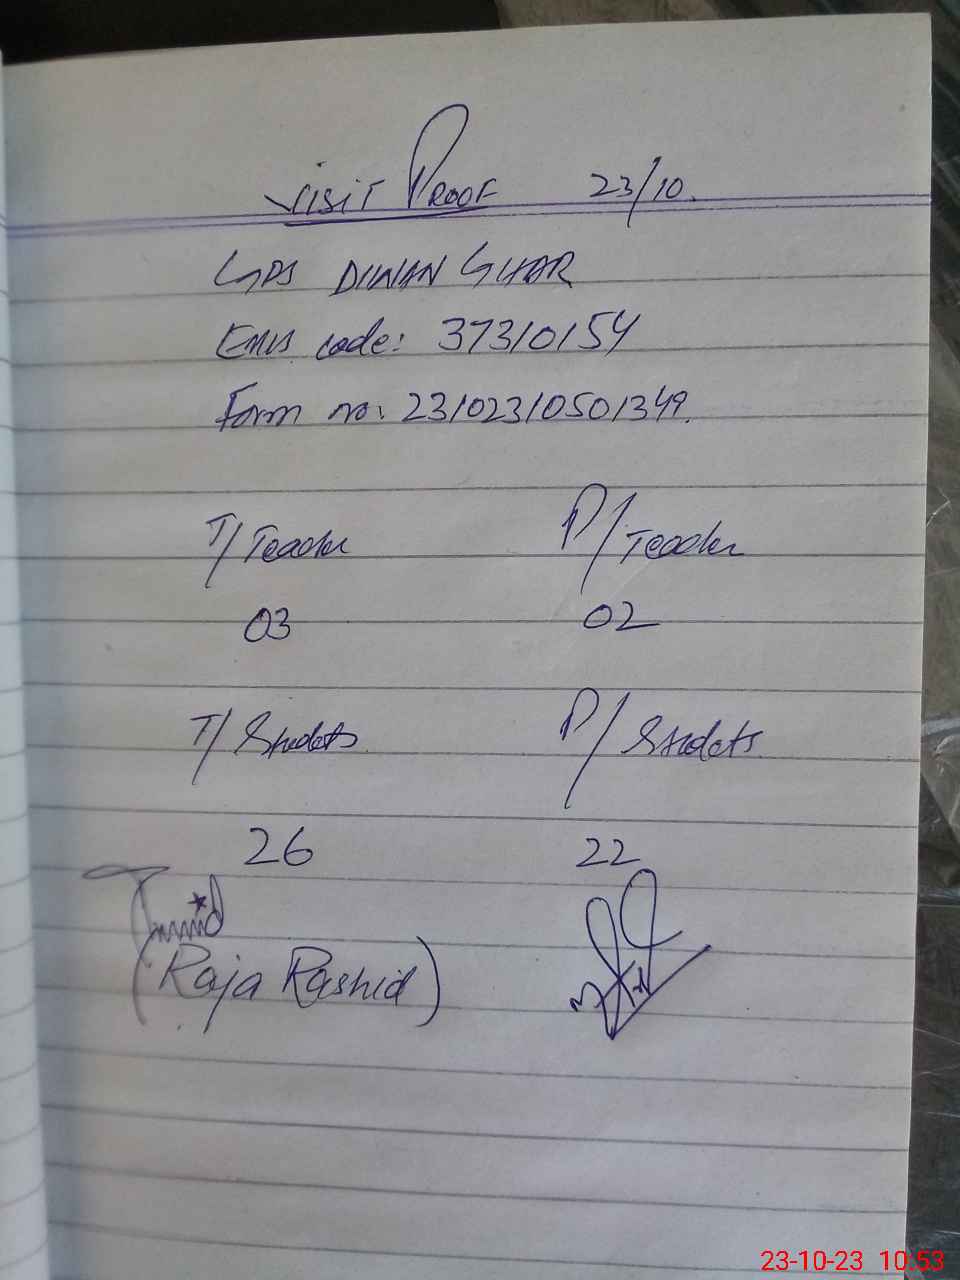 Visit Proof 23/10.
GPS DIWAN GHAR
Emis code: 37310154
Form no: 23102310501349.
T/Teacher P/Teacher
03 02
T/Students P/Students
26 22
(Raja Rashid)
23-10-23 10:53